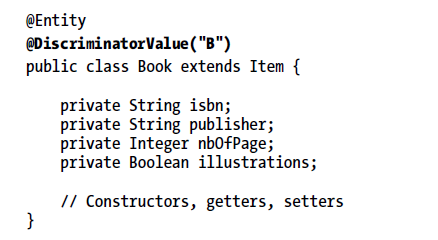 @Entity
@DiscriminatorValue("B")
public class Book extends Item {
private String isbn;
private String publisher;
private Integer nbOfPage;
private Boolean illustrations;
// Constructors, getters, setters
}